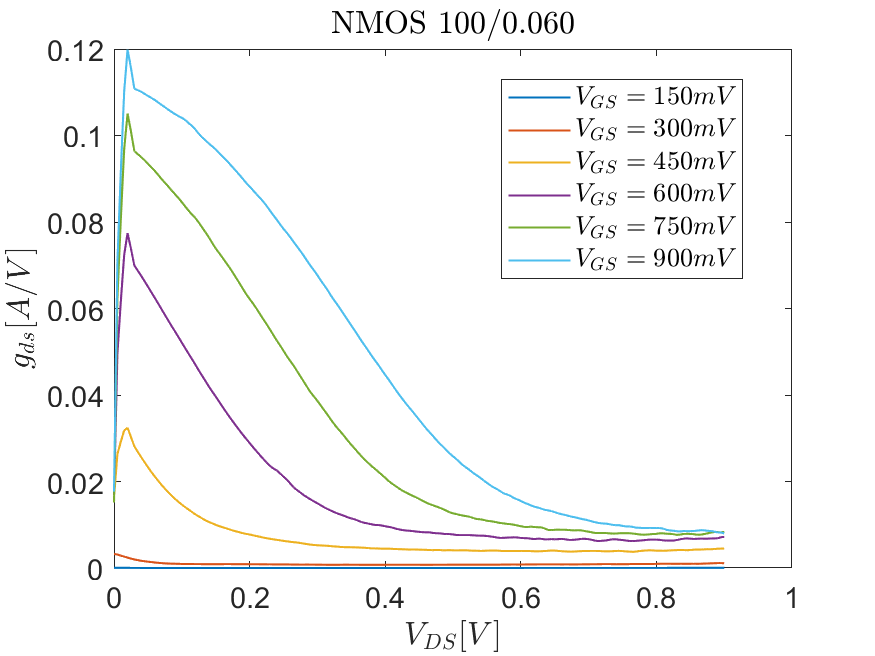 NMOS 100/0.060
0.12
0.1
0.08
0.06
0.04
0.02
0
g_{ds}[A/V]
V_{GS} = 150mV
V_{GS} = 300mV
V_{GS} = 450mV
V_{GS} = 600mV
V_{GS} = 750mV
V_{GS} = 900mV
0 0.2 0.4 0.6 0.8 1
V_{DS}[V]